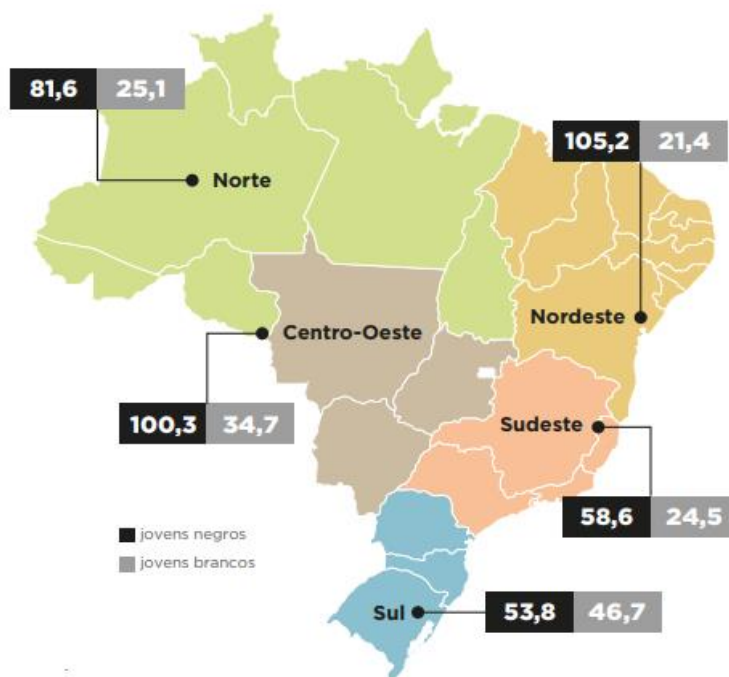 81,6 25,1
105,2 21,4
Norte
Nordeste
Centro-Oeste
100,3 34,7
Sudeste
58,6 24,5
jovens negros
jovens brancos
Sul
53,8 46,7